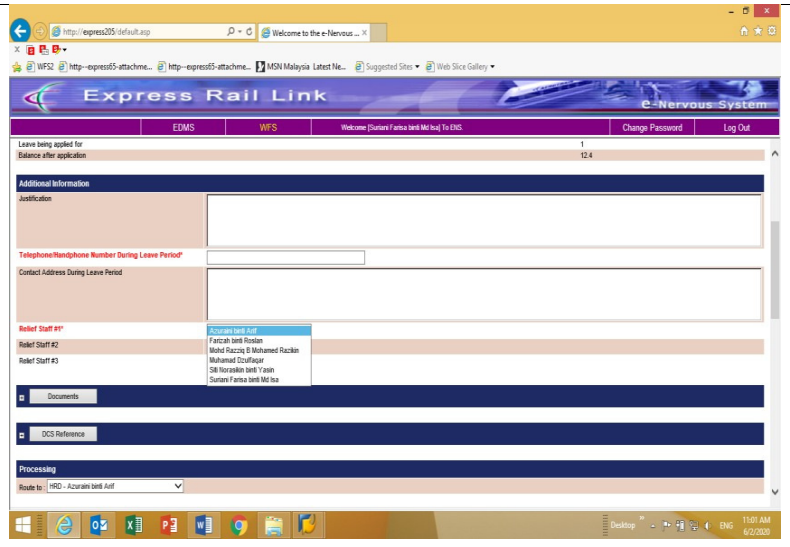 http://express205/default.asp
Welcome to the e-Nervous ...
WFS2 http--express65-attachme... http--express65-attachme... MSN Malaysia Latest Ne... Suggested Sites Web Slice Gallery
Express Rail Link
e-Nervous System
EDMS WFS Welcome [Suriani Farisa binti Md Isa] To ENS. Change Password Log Out
Leave being applied for 1
Balance after application 12.4
Additional Information
Justification
Telephone/Handphone Number During Leave Period*
Contact Address During Leave Period
Relief Staff #1*
Azuraini binti Arif
Farizah binti Roslan
Relief Staff #2
Mohd Razziq B Mohamed Razikin
Muhamad Dzulfaqar
Relief Staff #3
Siti Norasikin binti Yasin
Suriani Farisa binti Md Isa
Documents
DCS Reference
Processing
Route to : HRD - Azuraini binti Arif
Desktop ENG 11:01 AM
6/2/2020